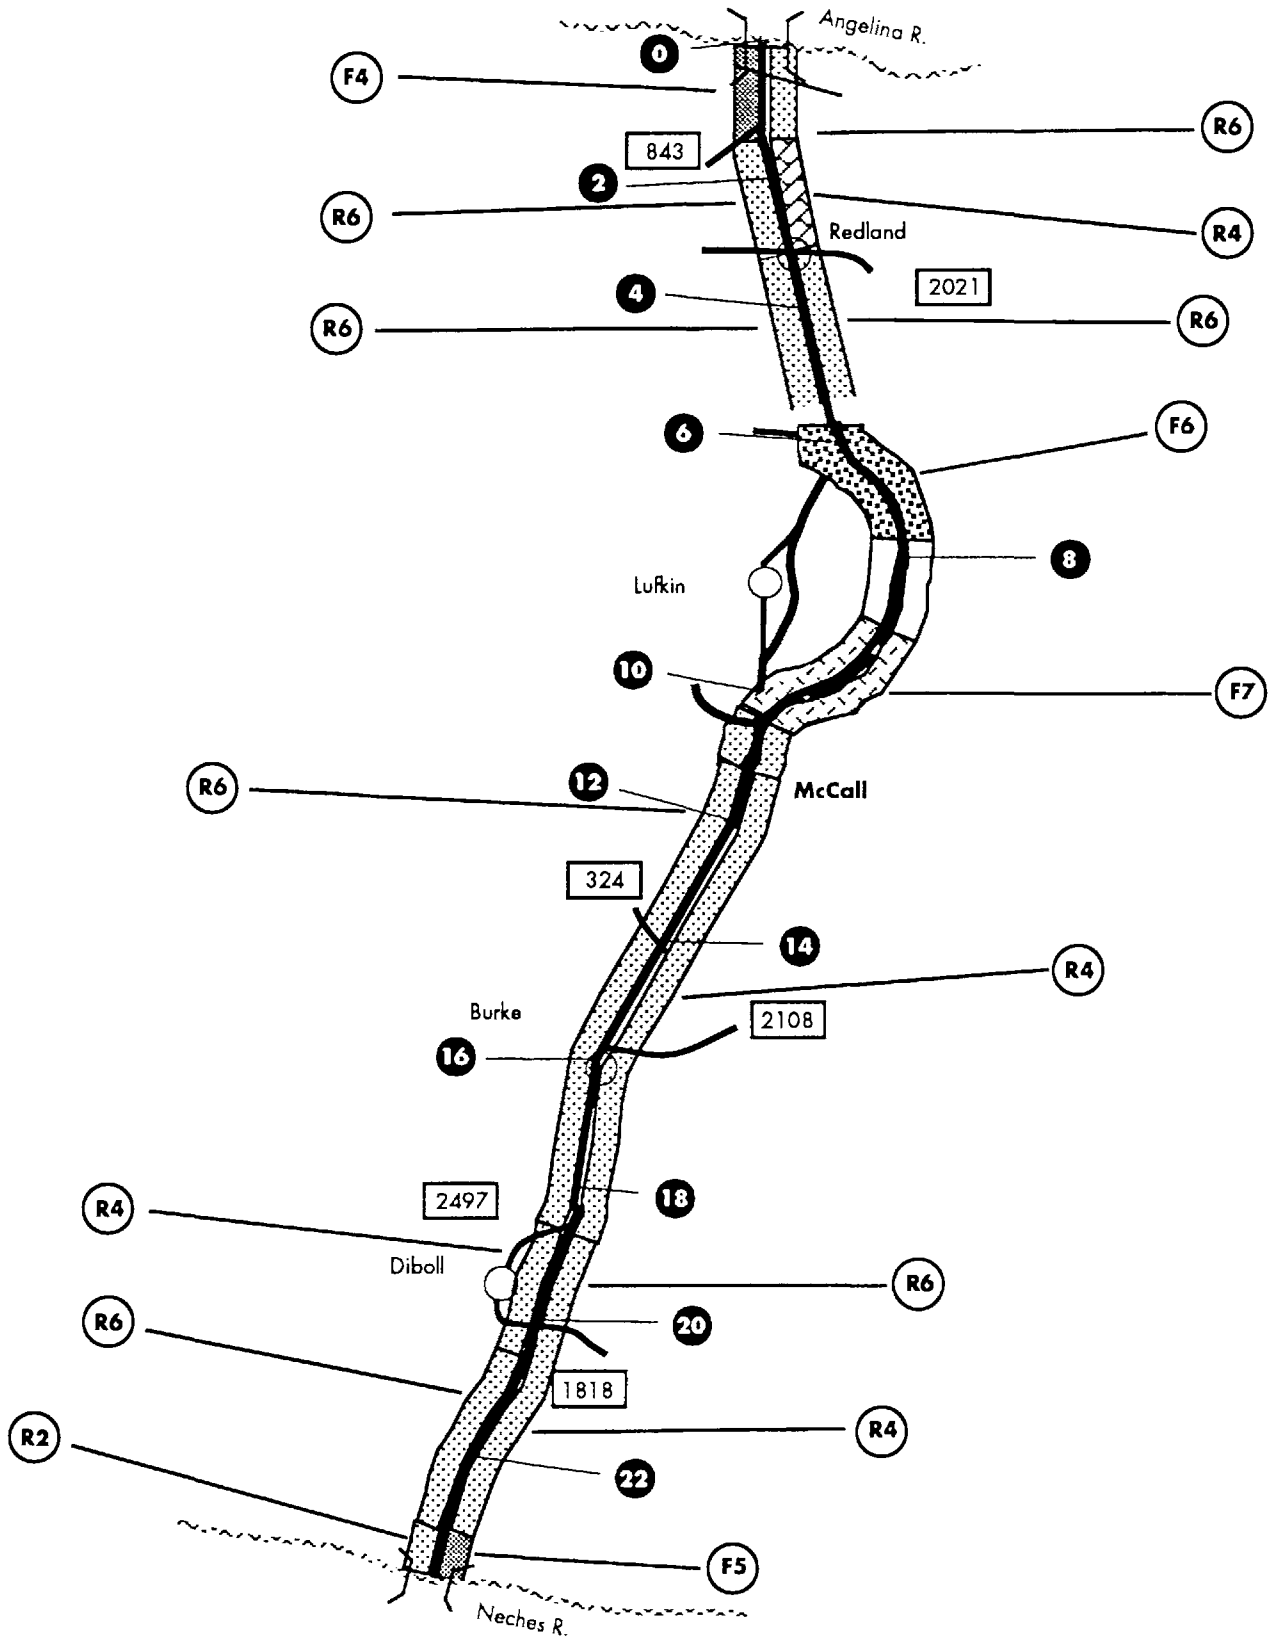 Angelina R.
0
F4
R6
843
2
R6
Redland
R4
2021
4
R6
R6
F6
6
8
Lufkin
10
F7
12
R6
McCall
324
14
R4
Burke
2108
16
2497
18
R4
Diboll
R6
R6
20
1818
R2
R4
22
F5
Neches R.